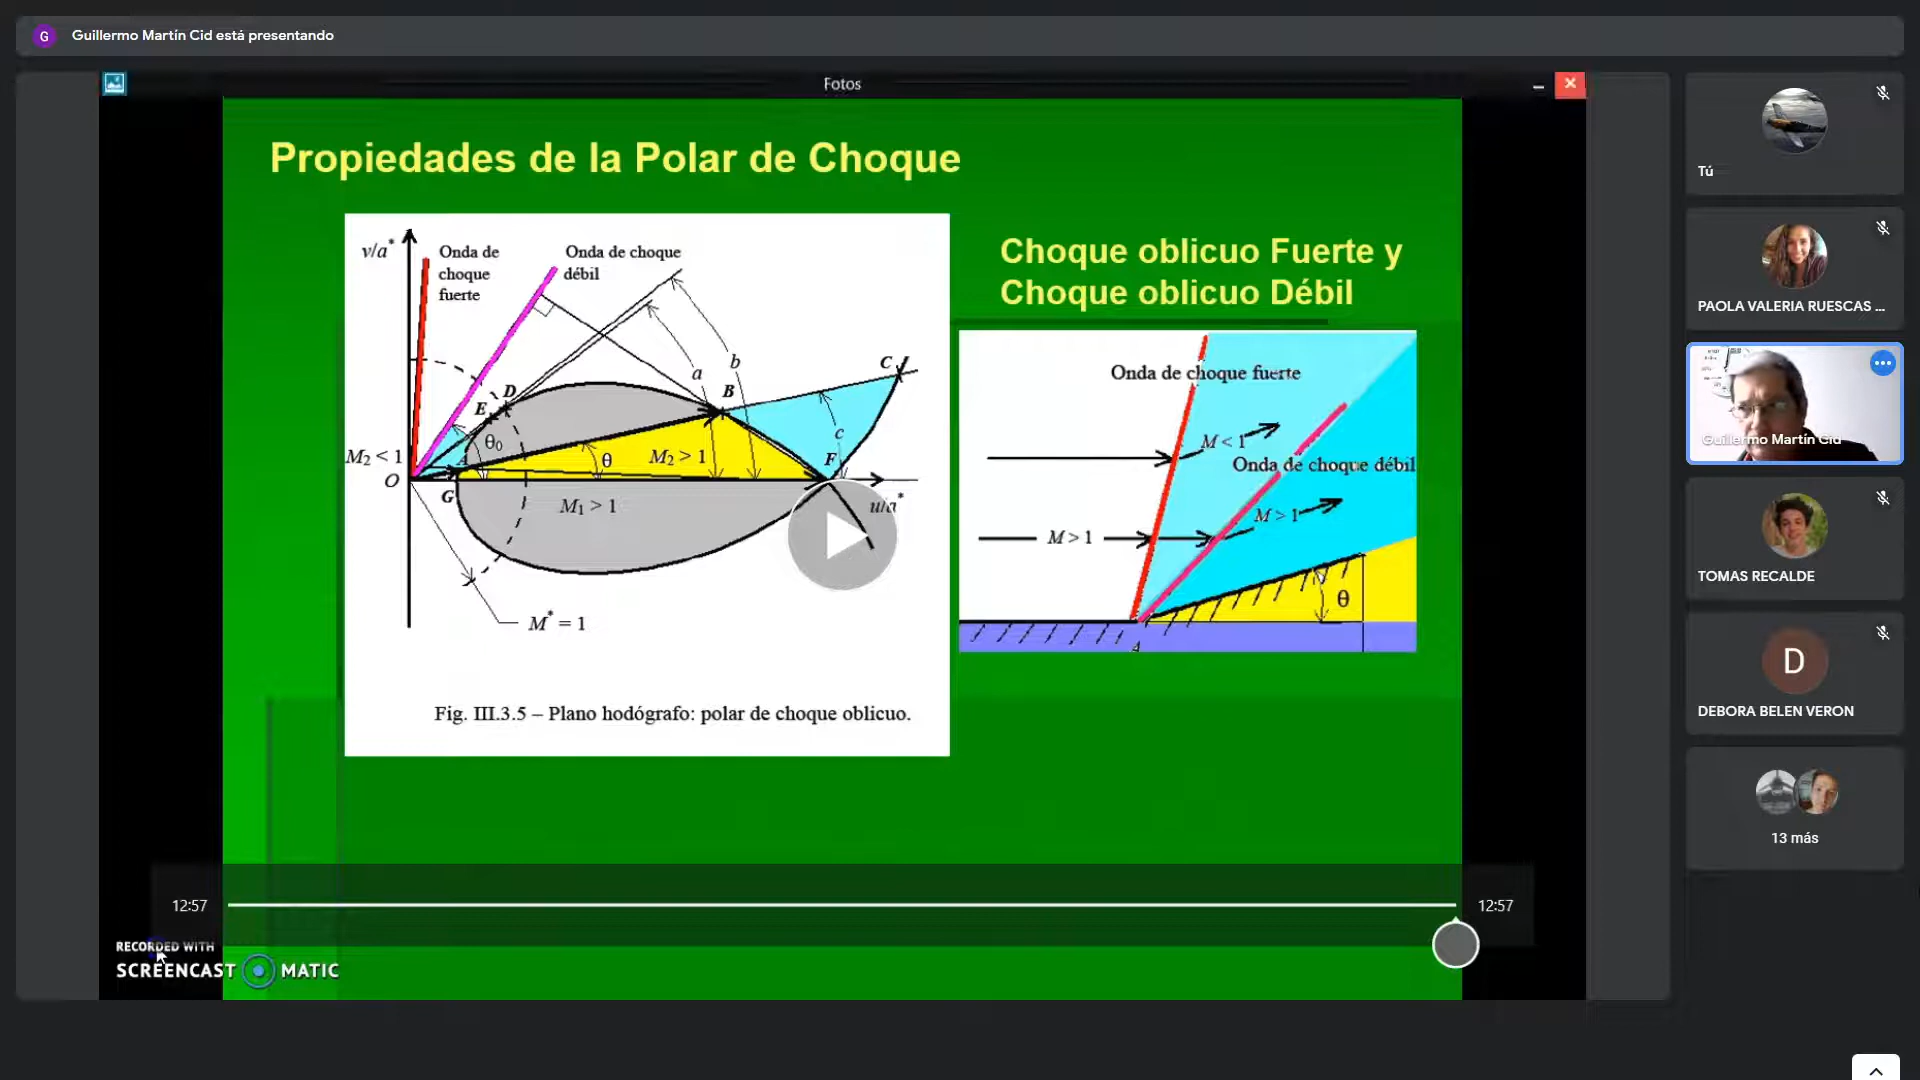 G
Guillermo Martín Cid está presentando
Fotos
Propiedades de la Polar de Choque
v/a*
Onda de
choque
fuerte
Onda de choque
débil
a
b
c
C
B
D
E
θ0
A
M2 < 1
θ
M2 > 1
F
O
G
M1 > 1
u/a*
M* = 1
Fig. III.3.5 – Plano hodógrafo: polar de choque oblicuo.
Choque oblicuo Fuerte y
Choque oblicuo Débil
Onda de choque fuerte
M < 1
Onda de choque débil
M > 1
M > 1
θ
A
12:57
12:57
RECORDED WITH
SCREENCAST MATIC
Tú
PAOLA VALERIA RUESCAS ...
Guillermo Martín Cid
TOMAS RECALDE
D
DEBORA BELEN VERON
13 más